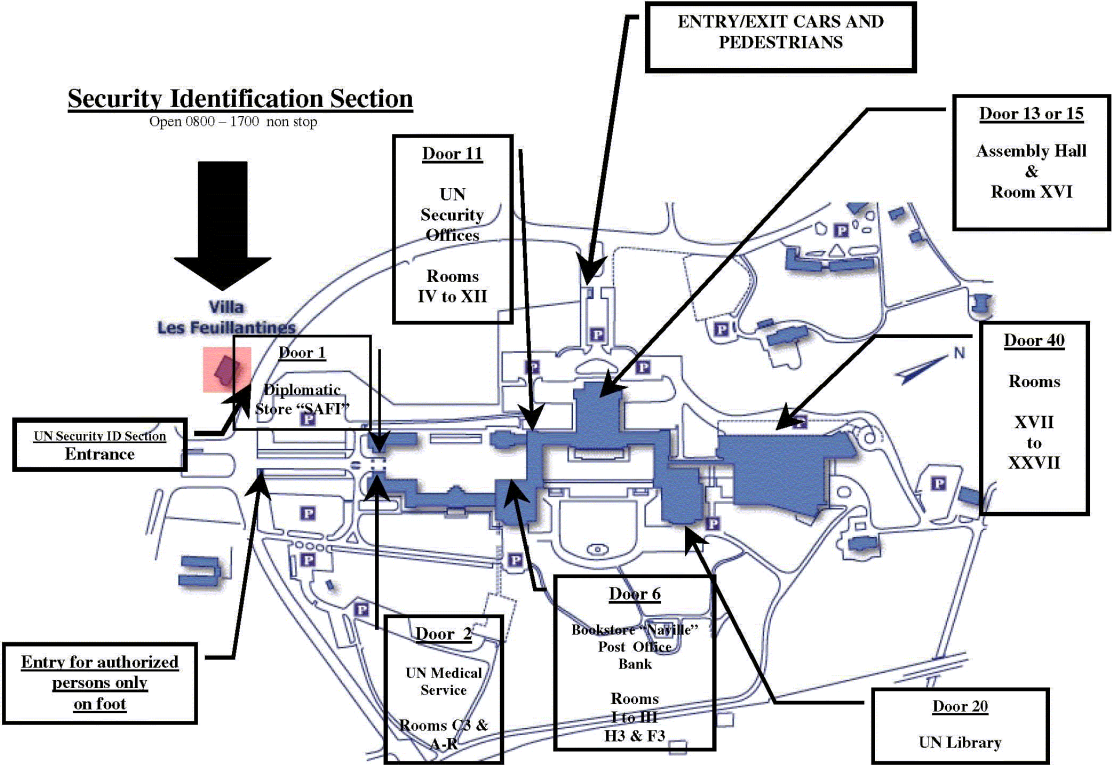 ENTRY/EXIT CARS AND
PEDESTRIANS
Security Identification Section
Open 0800 – 1700  non stop
Door 13 or 15
Assembly Hall
&
Room XVI
Door 11
UN
Security
Offices
Rooms
IV to XII
P
Villa
Les Feuillantines
P
P
Door 1
Diplomatic
Store “SAFI”
P
P
P
N
Door 40
Rooms
XVII
to
XXVII
P
UN Security ID Section
Entrance
P
P
P
P
P
P
Entry for authorized
persons only
on foot
Door  2
UN Medical
Service
Rooms C3 &
A-R
Door 6
Bookstore “Naville”
Post  Office
Bank
Rooms
I to III
H3 & F3
Door 20
UN Library